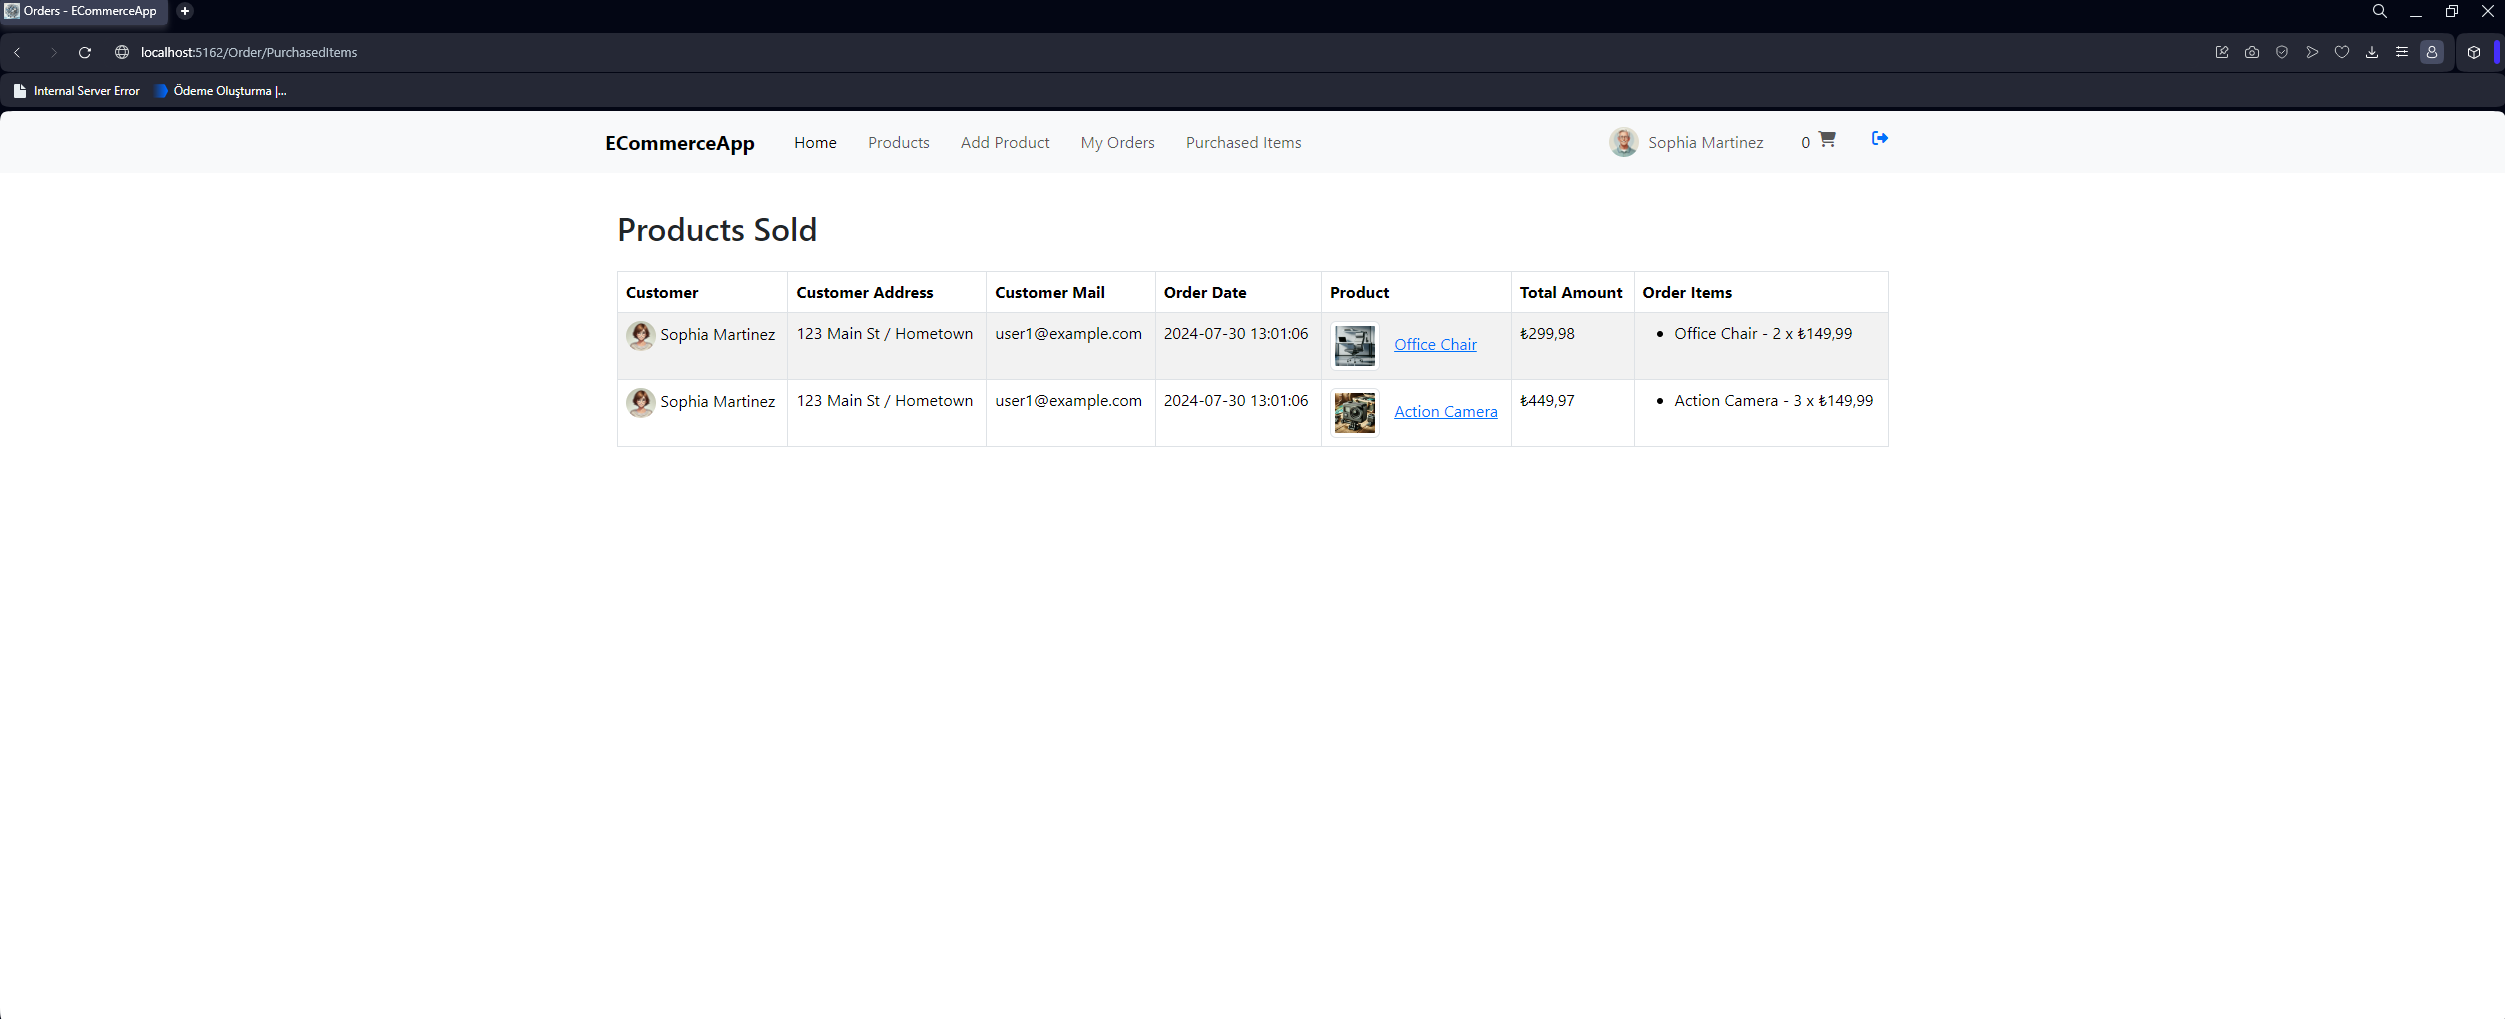 Orders - ECommerceApp
localhost:5162/Order/PurchasedItems
Internal Server Error Ödeme Oluşturma |...
ECommerceApp Home Products Add Product My Orders Purchased Items Sophia Martinez 0
Products Sold
Customer Customer Address Customer Mail Order Date Product Total Amount Order Items
Sophia Martinez 123 Main St / Hometown user1@example.com 2024-07-30 13:01:06 Office Chair ₺299,98 • Office Chair - 2 x ₺149,99
Sophia Martinez 123 Main St / Hometown user1@example.com 2024-07-30 13:01:06 Action Camera ₺449,97 • Action Camera - 3 x ₺149,99